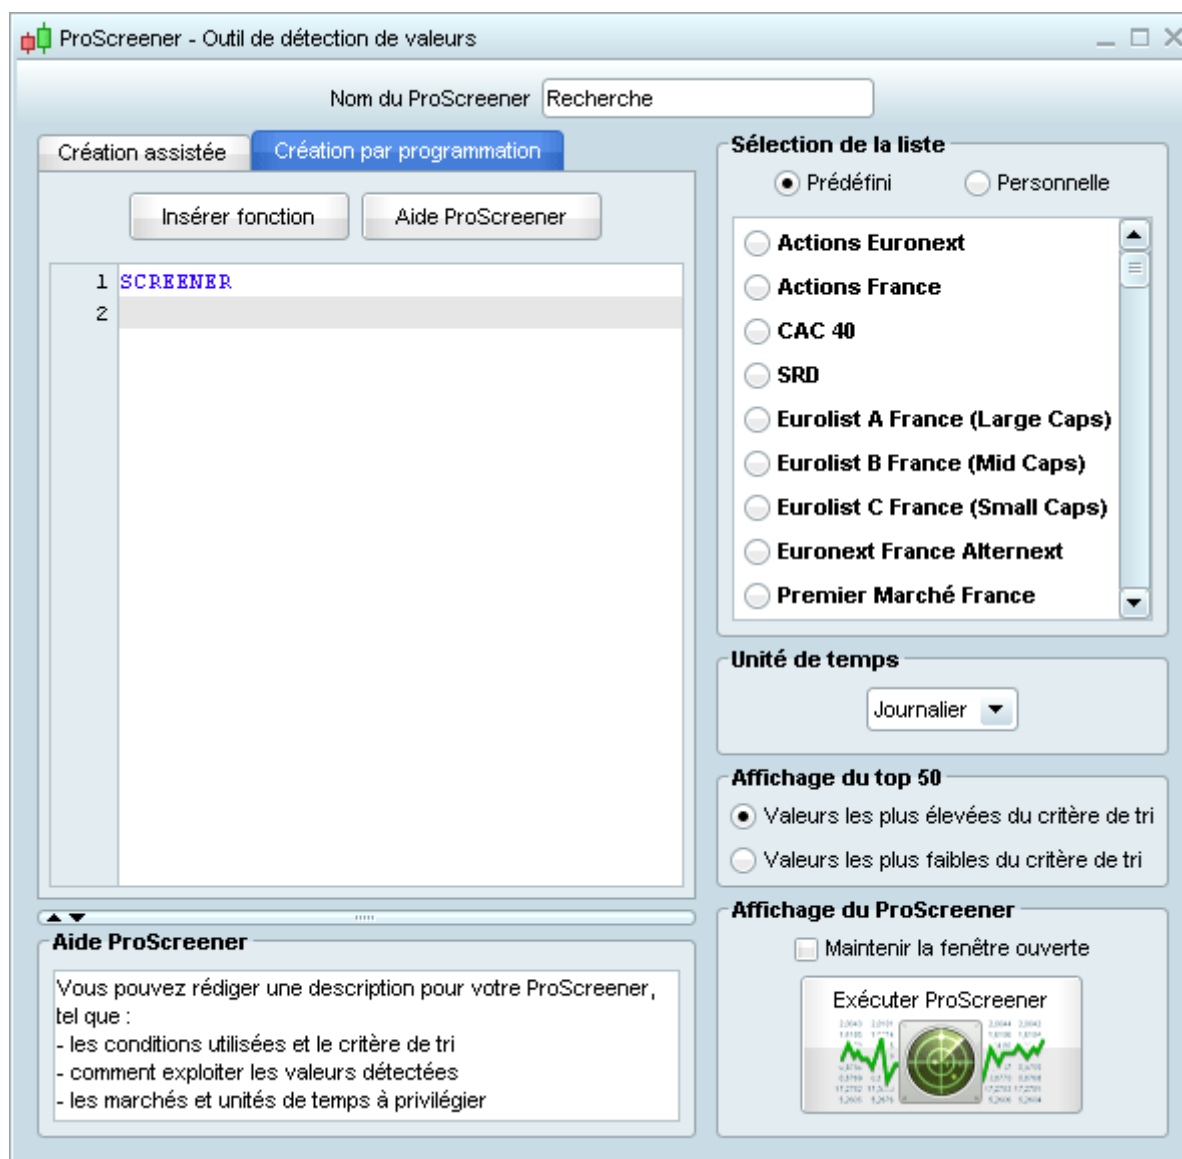 ProScreener - Outil de détection de valeurs
Nom du ProScreener Recherche
Création assistée Création par programmation
Insérer fonction Aide ProScreener
1 SCREENER
2
Aide ProScreener
Vous pouvez rédiger une description pour votre ProScreener,
tel que :
- les conditions utilisées et le critère de tri
- comment exploiter les valeurs détectées
- les marchés et unités de temps à privilégier
Sélection de la liste
Prédéfini Personnelle
Actions Euronext
Actions France
CAC 40
SRD
Eurolist A France (Large Caps)
Eurolist B France (Mid Caps)
Eurolist C France (Small Caps)
Euronext France Alternext
Premier Marché France
Unité de temps
Journalier
Affichage du top 50
Valeurs les plus élevées du critère de tri
Valeurs les plus faibles du critère de tri
Affichage du ProScreener
Maintenir la fenêtre ouverte
Exécuter ProScreener